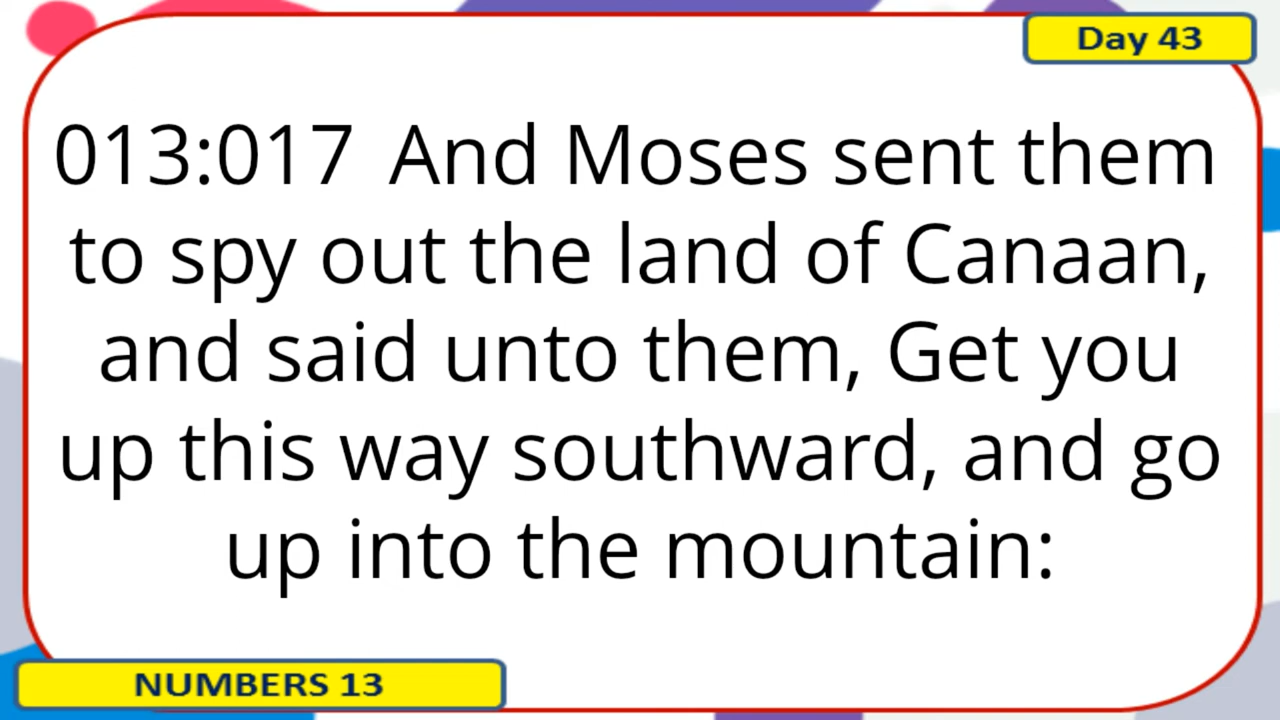 Day 43
013:017  And Moses sent them
to spy out the land of Canaan,
and said unto them, Get you
up this way southward, and go
up into the mountain:
NUMBERS 13